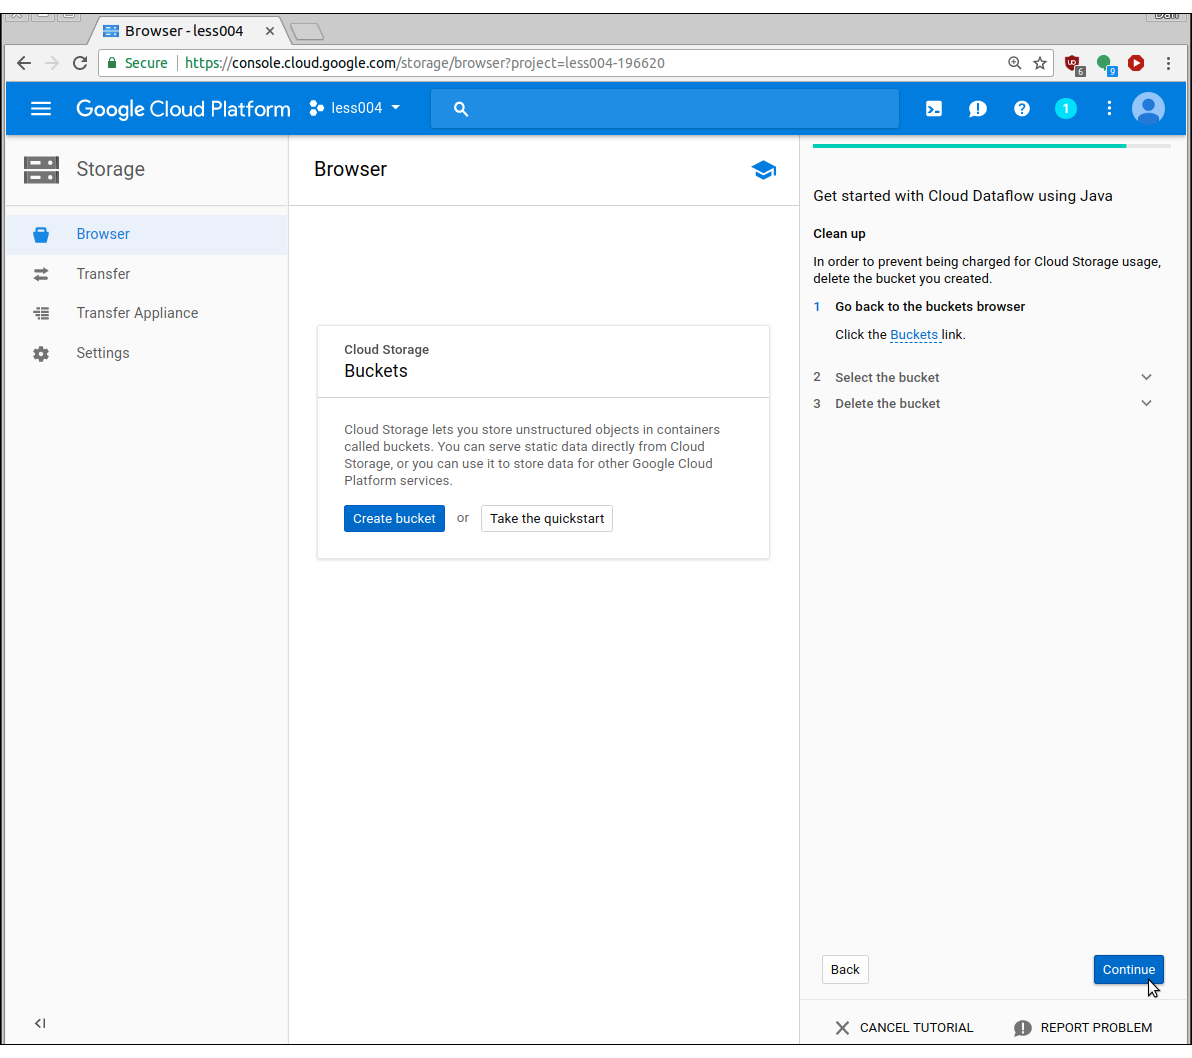 Browser - less004
Dan
Secure
https://console.cloud.google.com/storage/browser?project=less004-196620
6
9
Google Cloud Platform
less004
1
Storage
Browser
Transfer
Transfer Appliance
Settings
Browser
Cloud Storage
Buckets
Cloud Storage lets you store unstructured objects in containers
called buckets. You can serve static data directly from Cloud
Storage, or you can use it to store data for other Google Cloud
Platform services.
Create bucket or Take the quickstart
Get started with Cloud Dataflow using Java
Clean up
In order to prevent being charged for Cloud Storage usage,
delete the bucket you created.
1 Go back to the buckets browser
Click the Buckets link.
2 Select the bucket
3 Delete the bucket
Back
Continue
CANCEL TUTORIAL
REPORT PROBLEM